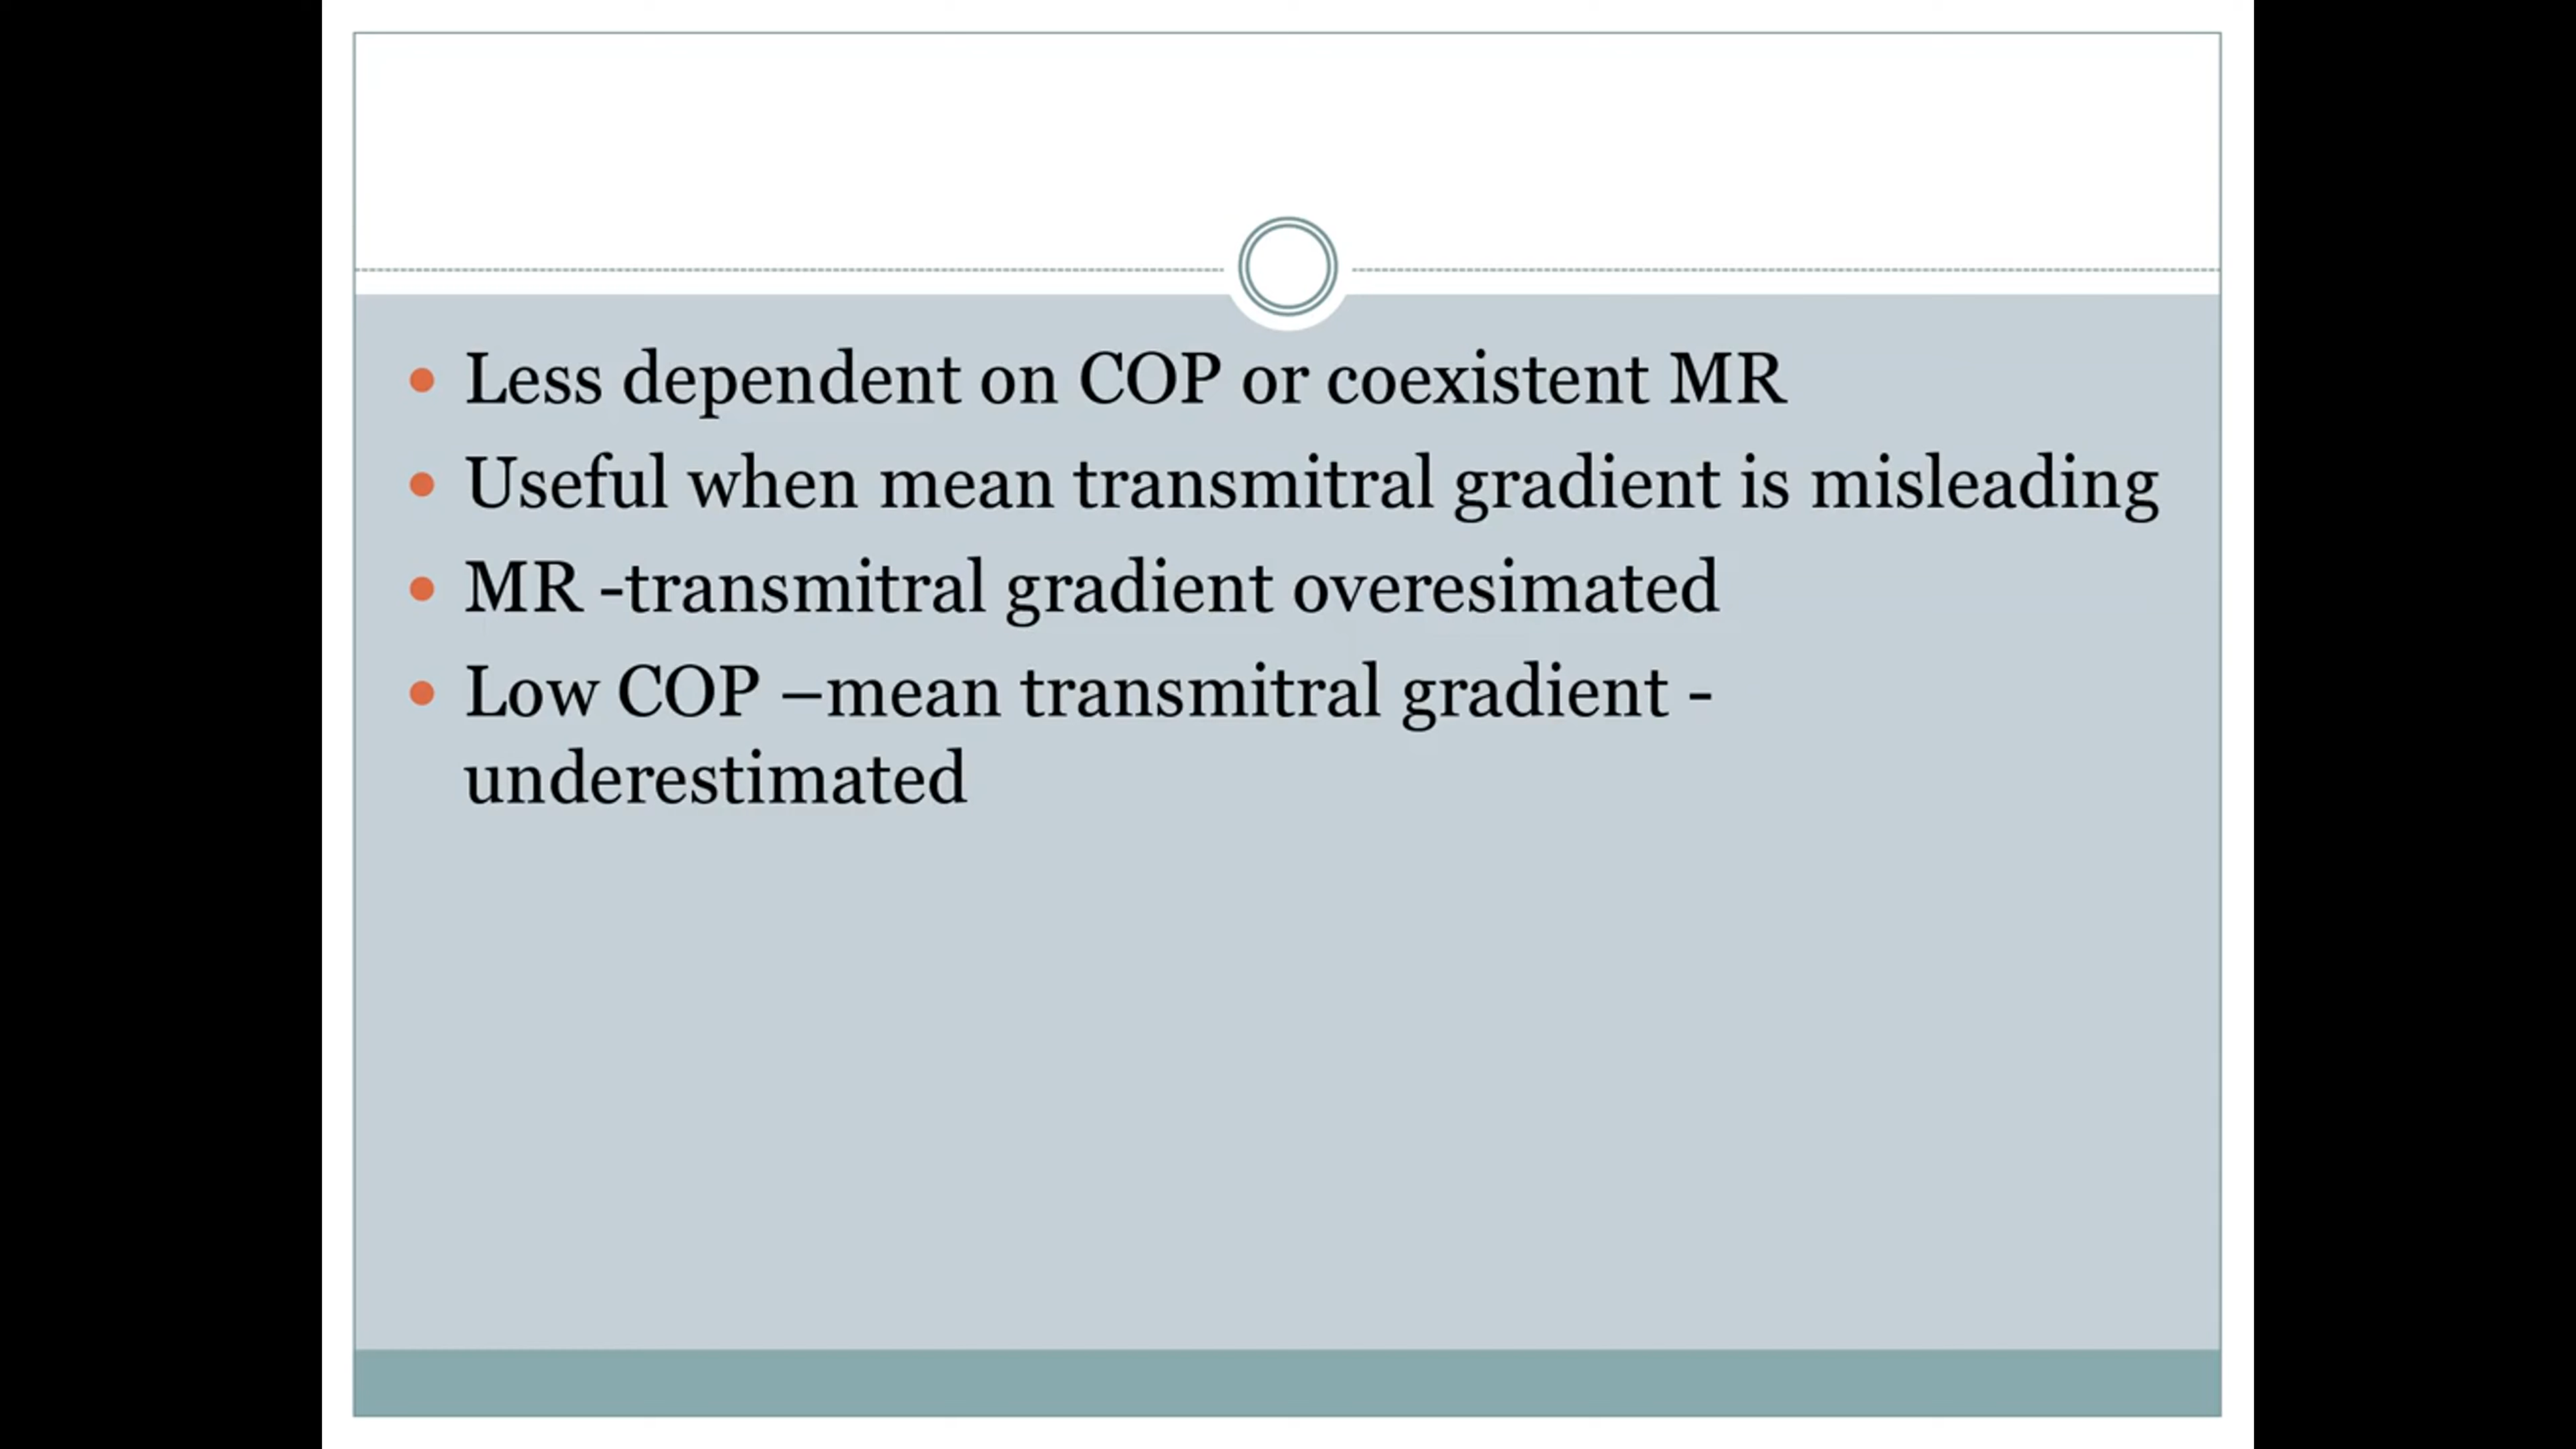 Less dependent on COP or coexistent MR
Useful when mean transmitral gradient is misleading
MR -transmitral gradient overesimated
Low COP –mean transmitral gradient -
underestimated